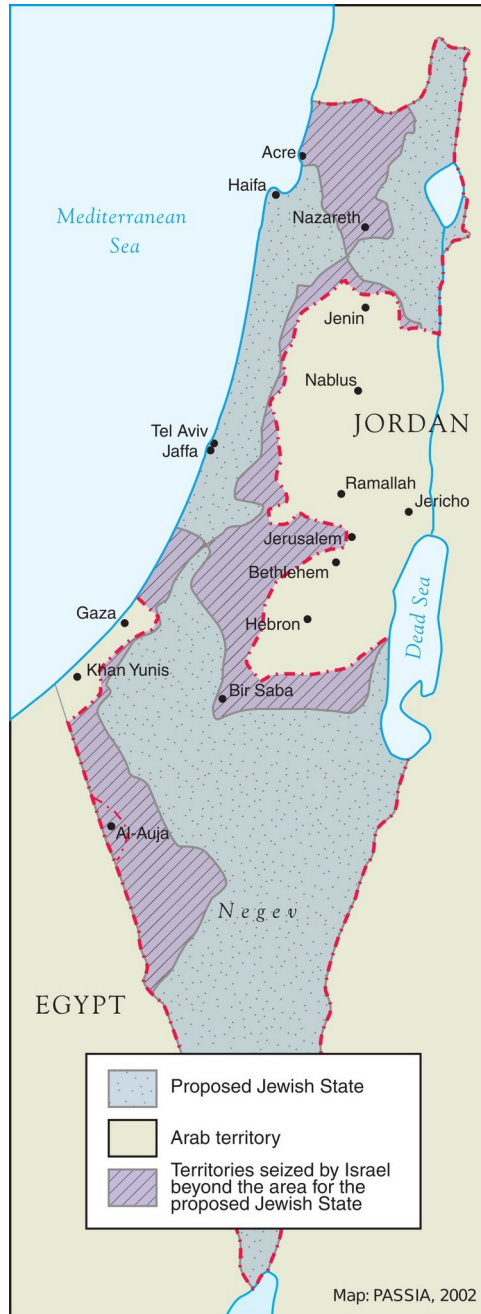 Acre
Haifa
Mediterranean
Sea
Nazareth
Jenin
Nablus
JORDAN
Tel Aviv
Jaffa
Ramallah
Jericho
Jerusalem
Bethlehem
Gaza
Hebron
Dead Sea
Khan Yunis
Bir Saba
Al-Auja
Negev
EGYPT
Proposed Jewish State
Arab territory
Territories seized by Israel
beyond the area for the
proposed Jewish State
Map: PASSIA, 2002